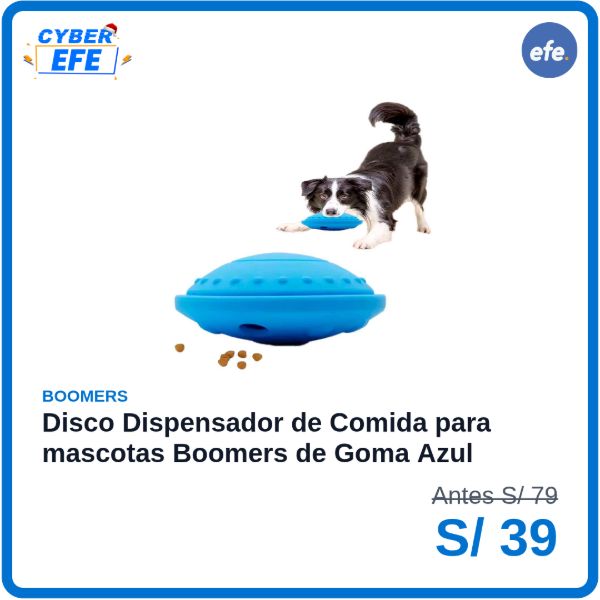 CYBER
EFE
efe.
BOOMERS
Disco Dispensador de Comida para
mascotas Boomers de Goma Azul
Antes S/ 79
S/ 39